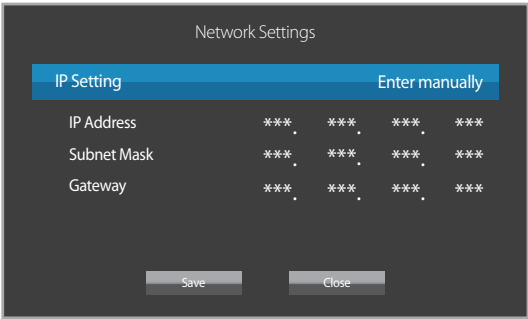 Network Settings
IP Setting Enter manually
IP Address ***. ***. ***. ***
Subnet Mask ***. ***. ***. ***
Gateway ***. ***. ***. ***
Save Close